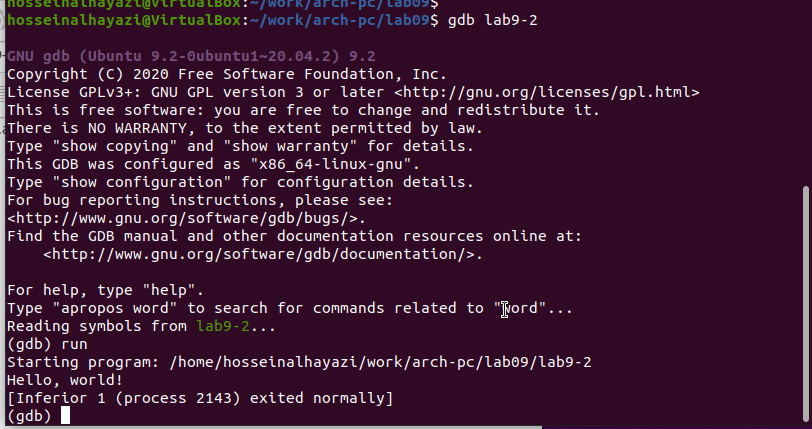 hosseinalhayazi@VirtualBox:~/work/arch-pc/lab09$
hosseinalhayazi@VirtualBox:~/work/arch-pc/lab09$ gdb lab9-2
GNU gdb (Ubuntu 9.2-0ubuntu1~20.04.2) 9.2
Copyright (C) 2020 Free Software Foundation, Inc.
License GPLv3+: GNU GPL version 3 or later <http://gnu.org/licenses/gpl.html>
This is free software: you are free to change and redistribute it.
There is NO WARRANTY, to the extent permitted by law.
Type "show copying" and "show warranty" for details.
This GDB was configured as "x86_64-linux-gnu".
Type "show configuration" for configuration details.
For bug reporting instructions, please see:
<http://www.gnu.org/software/gdb/bugs/>.
Find the GDB manual and other documentation resources online at:
    <http://www.gnu.org/software/gdb/documentation/>.
For help, type "help".
Type "apropos word" to search for commands related to "word"...
Reading symbols from lab9-2...
(gdb) run
Starting program: /home/hosseinalhayazi/work/arch-pc/lab09/lab9-2
Hello, world!
[Inferior 1 (process 2143) exited normally]
(gdb)